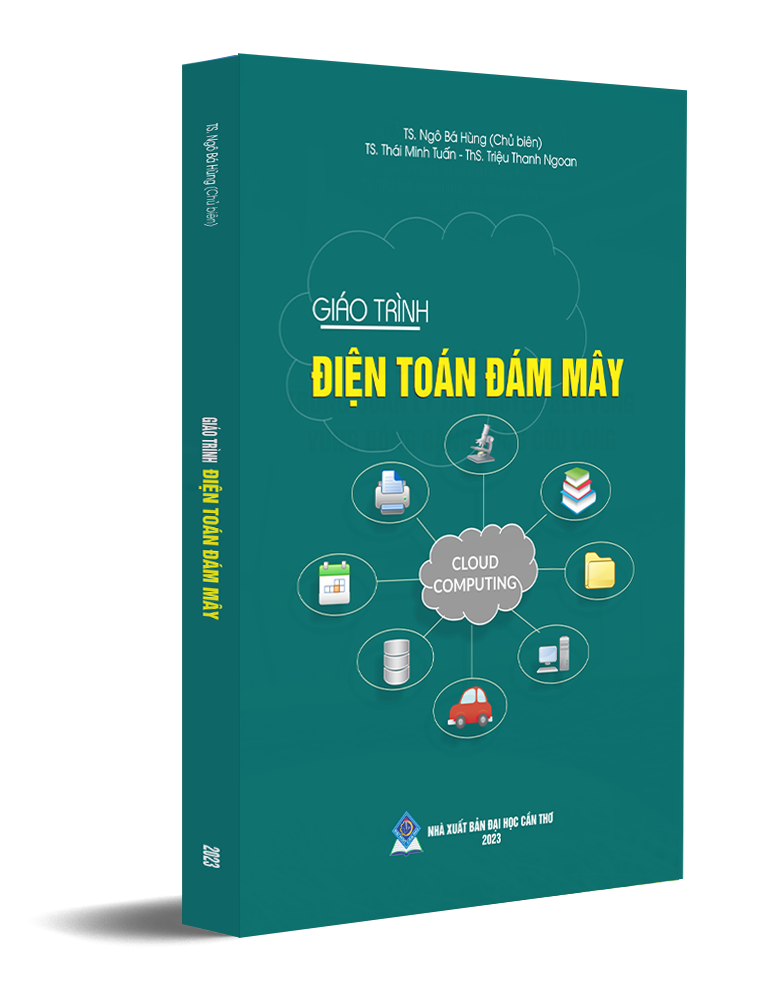 TS. Ngô Bá Hùng (Chủ biên)
TS. Thái Minh Tuấn - ThS. Triệu Thanh Ngoan
GIÁO TRÌNH
ĐIỆN TOÁN ĐÁM MÂY
CLOUD
COMPUTING
NHÀ XUẤT BẢN ĐẠI HỌC CẦN THƠ
2023
TS. Ngô Bá Hùng (Chủ biên)
GIÁO TRÌNH ĐIỆN TOÁN ĐÁM MÂY
2023